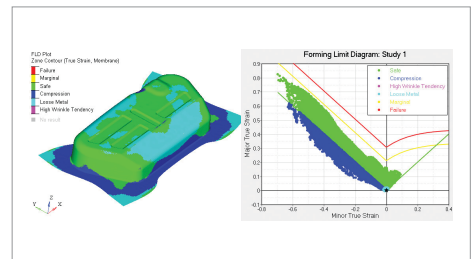 FLD Plot
Zone Contour (True Strain, Membrane)
Failure
Marginal
Safe
Compression
Loose Metal
High Wrinkle Tendency
No result
Z
Y
X
Forming Limit Diagram: Study 1
Safe
Compression
High Wrinkle Tendency
Loose Metal
Marginal
Failure
Major True Strain
0.9
0.8
0.7
0.6
0.5
0.4
0.3
0.2
0.1
0
-0.1
-0.8
-0.6
-0.4
-0.2
0
0.2
0.4
Minor True Strain